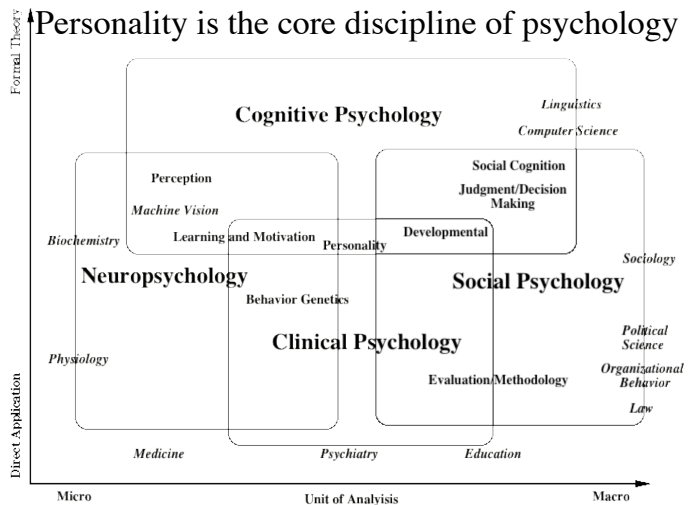 Personality is the core discipline of psychology
Formal Theory
Cognitive Psychology
Linguistics
Computer Science
Perception
Social Cognition
Judgment/Decision
Making
Machine Vision
Biochemistry
Learning and Motivation
Personality
Developmental
Neuropsychology
Social Psychology
Sociology
Behavior Genetics
Clinical Psychology
Political
Science
Physiology
Evaluation/Methodology
Organizational
Behavior
Law
Direct Application
Medicine
Psychiatry
Education
Micro
Unit of Analyisis
Macro